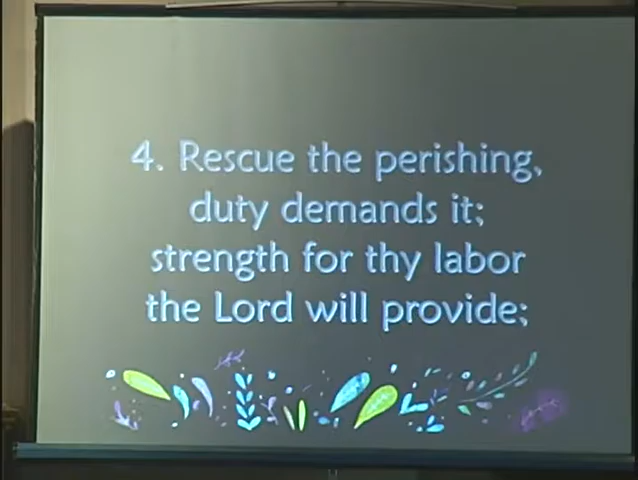 4. Rescue the perishing,
duty demands it;
strength for thy labor
the Lord will provide;